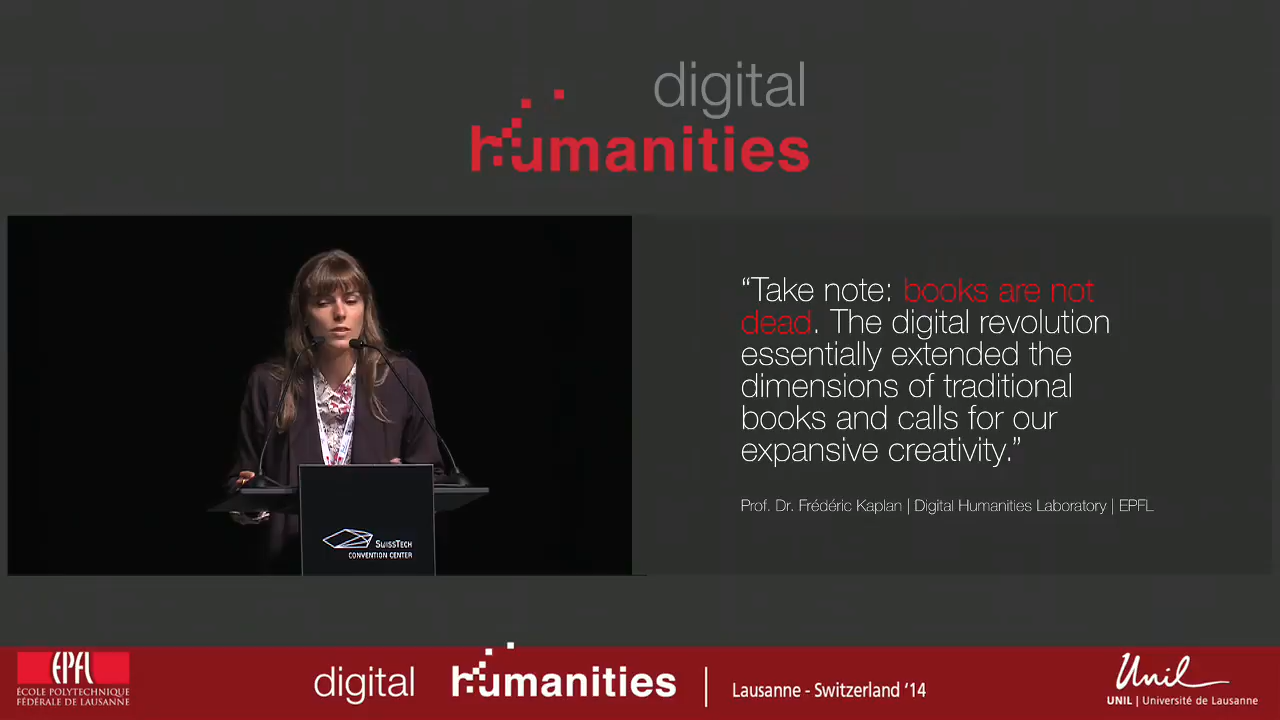 digital
humanities
“Take note: books are not
dead. The digital revolution
essentially extended the
dimensions of traditional
books and calls for our
expansive creativity.”
Prof. Dr. Frédéric Kaplan | Digital Humanities Laboratory | EPFL
SWISSTECH
CONVENTION CENTER
EPFL
ÉCOLE POLYTECHNIQUE
FÉDÉRALE DE LAUSANNE
digital humanities | Lausanne - Switzerland ‘14
Unil
UNIL | Université de Lausanne